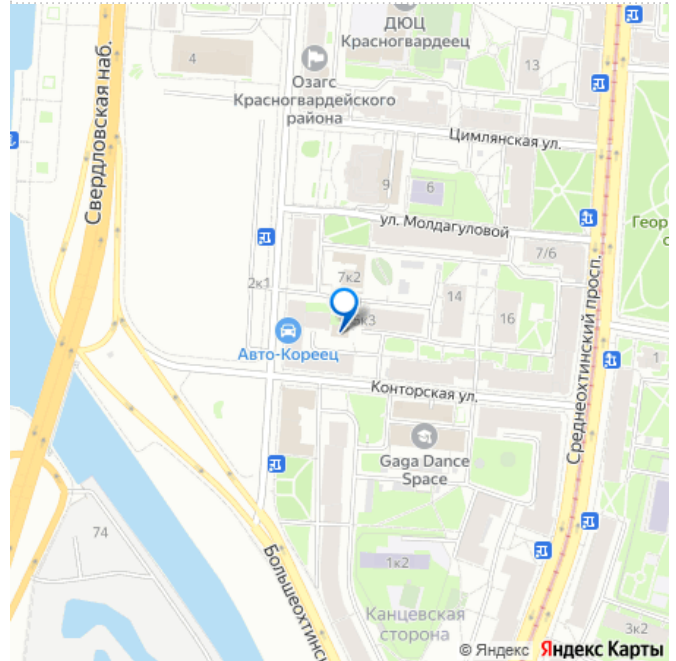 ДЮЦ
Красногвардеец
4
13
Озагс
Красногвардейского
района
Свердловская наб.
Цимлянская ул.
9
6
ул. Молдагуловой
Геор
7/6
7к2
2к1
14
16
к3
Авто-Кореец
1
Среднеохтинский просп.
Конторская ул.
Gaga Dance
Space
74
Большеохтинс
1к2
Канцевская
сторона
3к2
© Яндекс Яндекс Карты